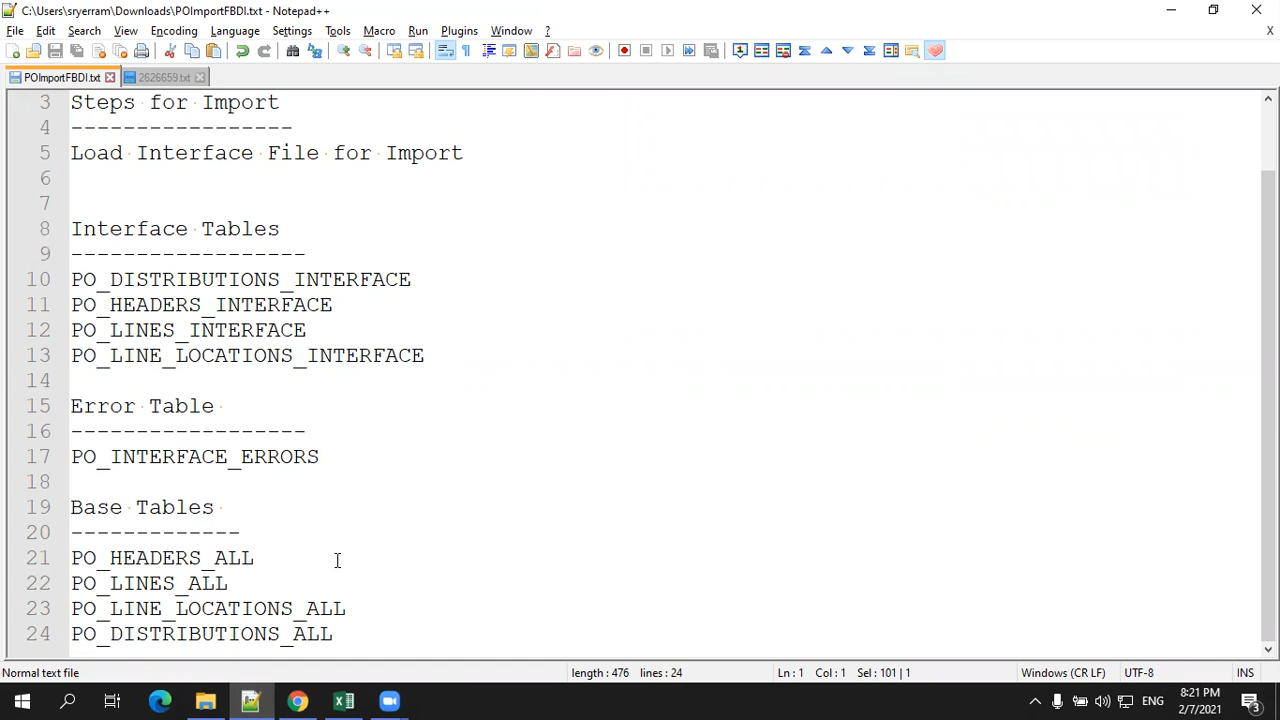 C:\Users\sryerram\Downloads\POImportFBDI.txt - Notepad++
File Edit Search View Encoding Language Settings Tools Macro Run Plugins Window ? X
POImportFBDI.txt 2626659.txt
3 Steps for Import
4 -----------------
5 Load Interface File for Import
6
7
8 Interface Tables
9 ------------------
10 PO_DISTRIBUTIONS_INTERFACE
11 PO_HEADERS_INTERFACE
12 PO_LINES_INTERFACE
13 PO_LINE_LOCATIONS_INTERFACE
14
15 Error Table
16 ------------------
17 PO_INTERFACE_ERRORS
18
19 Base Tables
20 -------------
21 PO_HEADERS_ALL
22 PO_LINES_ALL
23 PO_LINE_LOCATIONS_ALL
24 PO_DISTRIBUTIONS_ALL
Normal text file length : 476 lines : 24 Ln : 1 Col : 1 Sel : 101 | 1 Windows (CR LF) UTF-8 INS
ENG 8:21 PM
2/7/2021 3